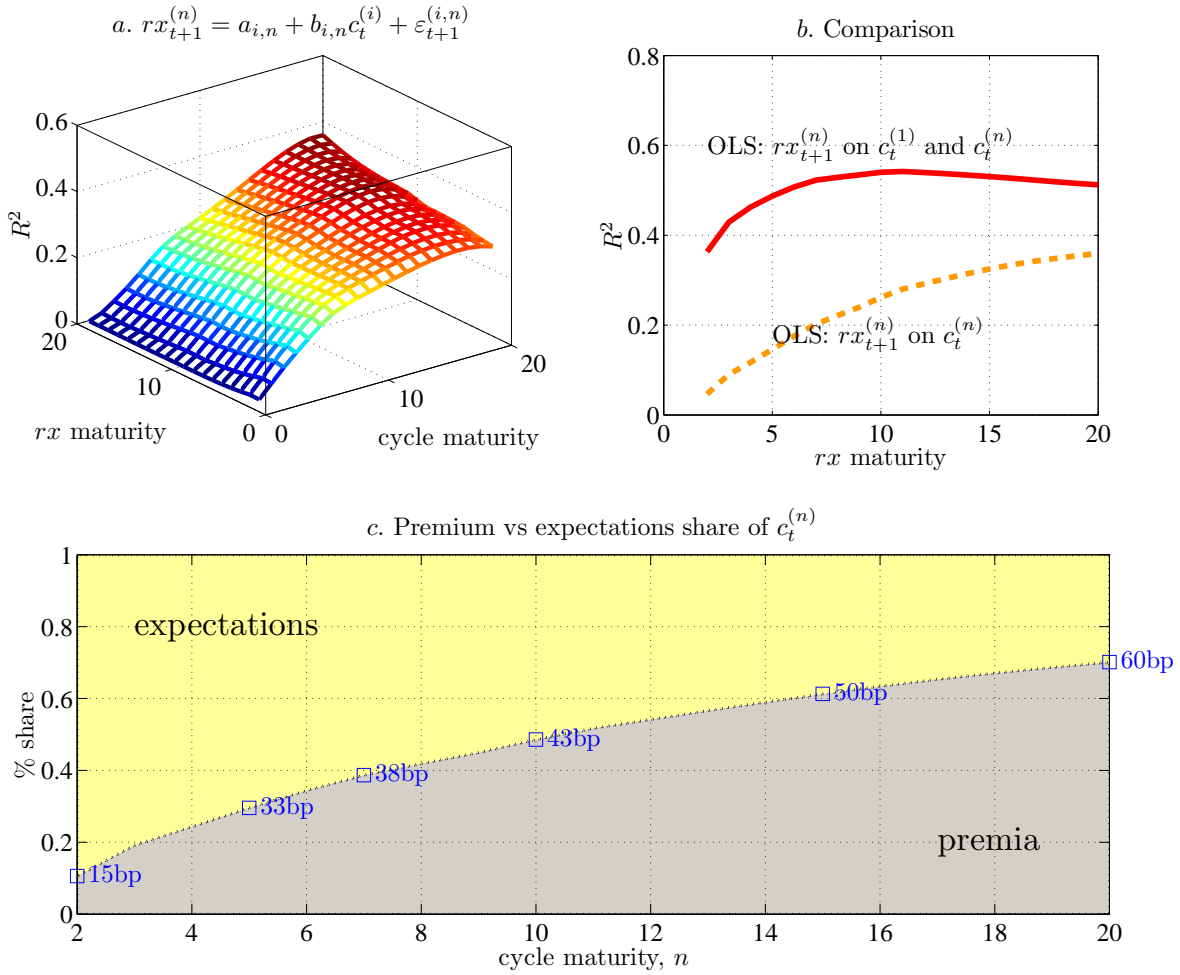 a. rx_{t+1}^{(n)} = a_{i,n} + b_{i,n}c_t^{(i)} + ε_{t+1}^{(i,n)}
0.6
0.4
0.2
0
R²
20
10
0
rx maturity
0
10
20
cycle maturity
b. Comparison
0.8
0.6
0.4
0.2
0
R²
OLS: rx_{t+1}^{(n)} on c_t^{(1)} and c_t^{(n)}
OLS: rx_{t+1}^{(n)} on c_t^{(n)}
0 5 10 15 20
rx maturity
c. Premium vs expectations share of c_t^{(n)}
1
0.8
0.6
0.4
0.2
0
% share
expectations
premia
15bp
33bp
38bp
43bp
50bp
60bp
2 4 6 8 10 12 14 16 18 20
cycle maturity, n